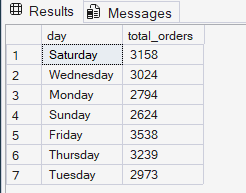 Results Messages
day total_orders
1 Saturday 3158
2 Wednesday 3024
3 Monday 2794
4 Sunday 2624
5 Friday 3538
6 Thursday 3239
7 Tuesday 2973